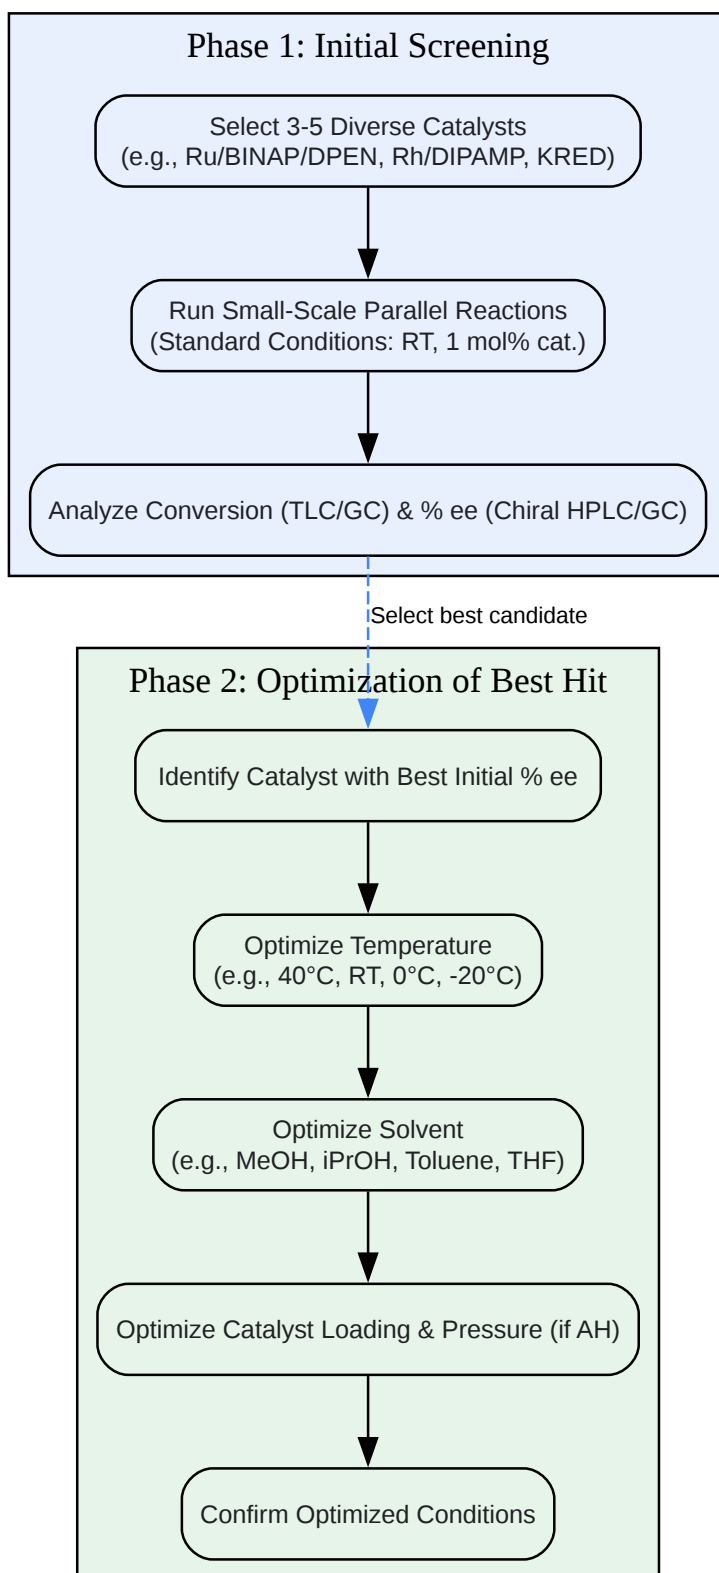 Phase 1: Initial Screening
Select 3-5 Diverse Catalysts
(e.g., Ru/BINAP/DPEN, Rh/DIPAMP, KRED)
Run Small-Scale Parallel Reactions
(Standard Conditions: RT, 1 mol% cat.)
Analyze Conversion (TLC/GC) & % ee (Chiral HPLC/GC)
Select best candidate
Phase 2: Optimization of Best Hit
Identify Catalyst with Best Initial % ee
Optimize Temperature
(e.g., 40°C, RT, 0°C, -20°C)
Optimize Solvent
(e.g., MeOH, iPrOH, Toluene, THF)
Optimize Catalyst Loading & Pressure (if AH)
Confirm Optimized Conditions